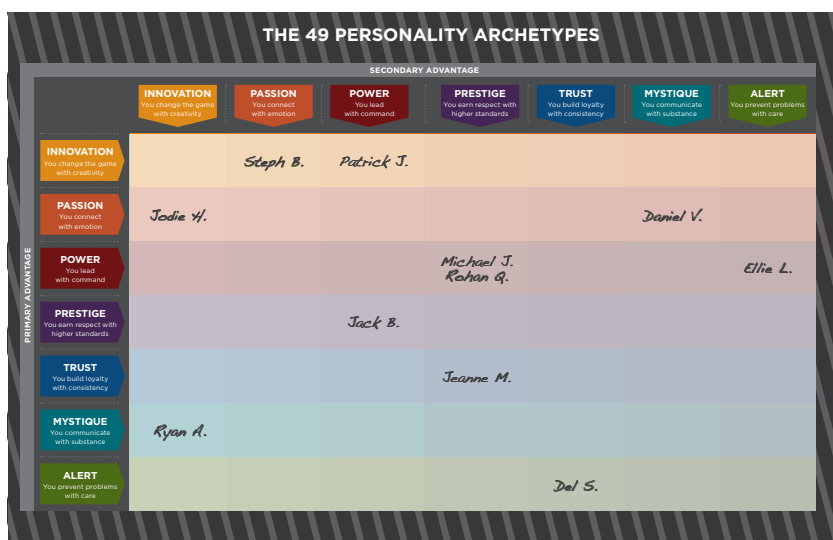 THE 49 PERSONALITY ARCHETYPES
SECONDARY ADVANTAGE
INNOVATION
You change the game
with creativity
PASSION
You connect
with emotion
POWER
You lead
with command
PRESTIGE
You earn respect with
higher standards
TRUST
You build loyalty
with consistency
MYSTIQUE
You communicate
with substance
ALERT
You prevent problems
with care
PRIMARY ADVANTAGE
INNOVATION
You change the game
with creativity
Steph B.
Patrick J.
PASSION
You connect
with emotion
Jodie H.
Daniel V.
POWER
You lead
with command
Michael J.
Rohan Q.
Ellie L.
PRESTIGE
You earn respect with
higher standards
Jack B.
TRUST
You build loyalty
with consistency
Jeanne M.
MYSTIQUE
You communicate
with substance
Ryan A.
ALERT
You prevent problems
with care
Del S.